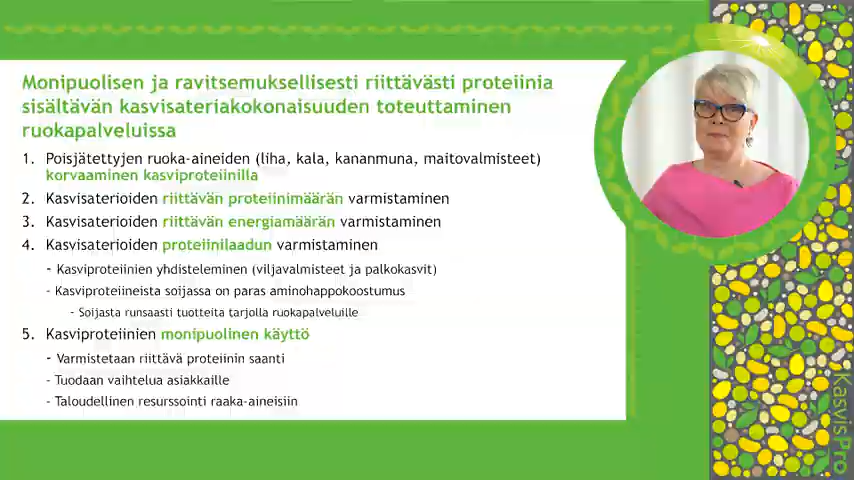 Monipuolisen ja ravitsemuksellisesti riittävästi proteiinia
sisältävän kasvisateriakokonaisuuden toteuttaminen
ruokapalveluissa
1. Poisjätettyjen ruoka-aineiden (liha, kala, kananmuna, maitovalmisteet)
korvaaminen kasviproteiinilla
2. Kasvisaterioiden riittävän proteiinimäärän varmistaminen
3. Kasvisaterioiden riittävän energiamäärän varmistaminen
4. Kasvisaterioiden proteiinilaadun varmistaminen
- Kasviproteiinien yhdisteleminen (viljavalmisteet ja palkokasvit)
- Kasviproteiineista soijassa on paras aminohappokoostumus
- Soijasta runsaasti tuotteita tarjolla ruokapalveluille
5. Kasviproteiinien monipuolinen käyttö
- Varmistetaan riittävä proteiinin saanti
- Tuodaan vaihtelua asiakkaille
- Taloudellinen resurssointi raaka-aineisiin
KasvisPro